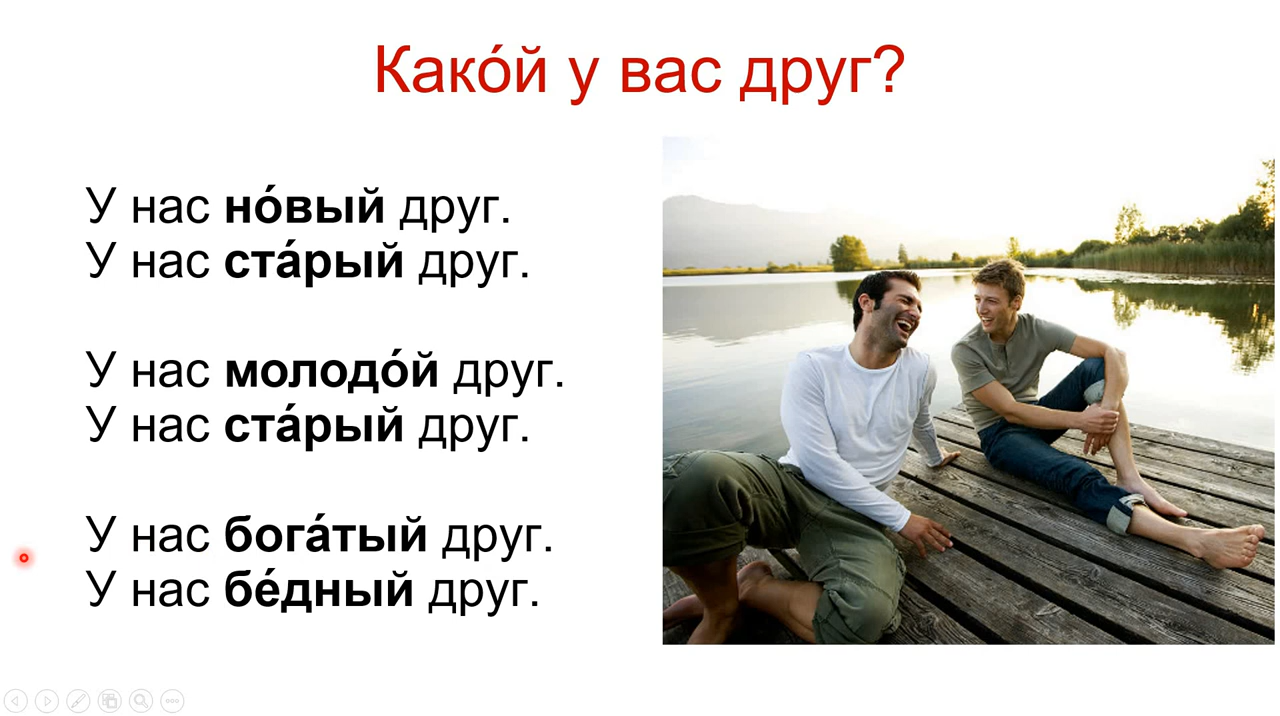 Како́й у вас друг?
У нас но́вый друг.
У нас ста́рый друг.
У нас молодо́й друг.
У нас ста́рый друг.
У нас бога́тый друг.
У нас бе́дный друг.